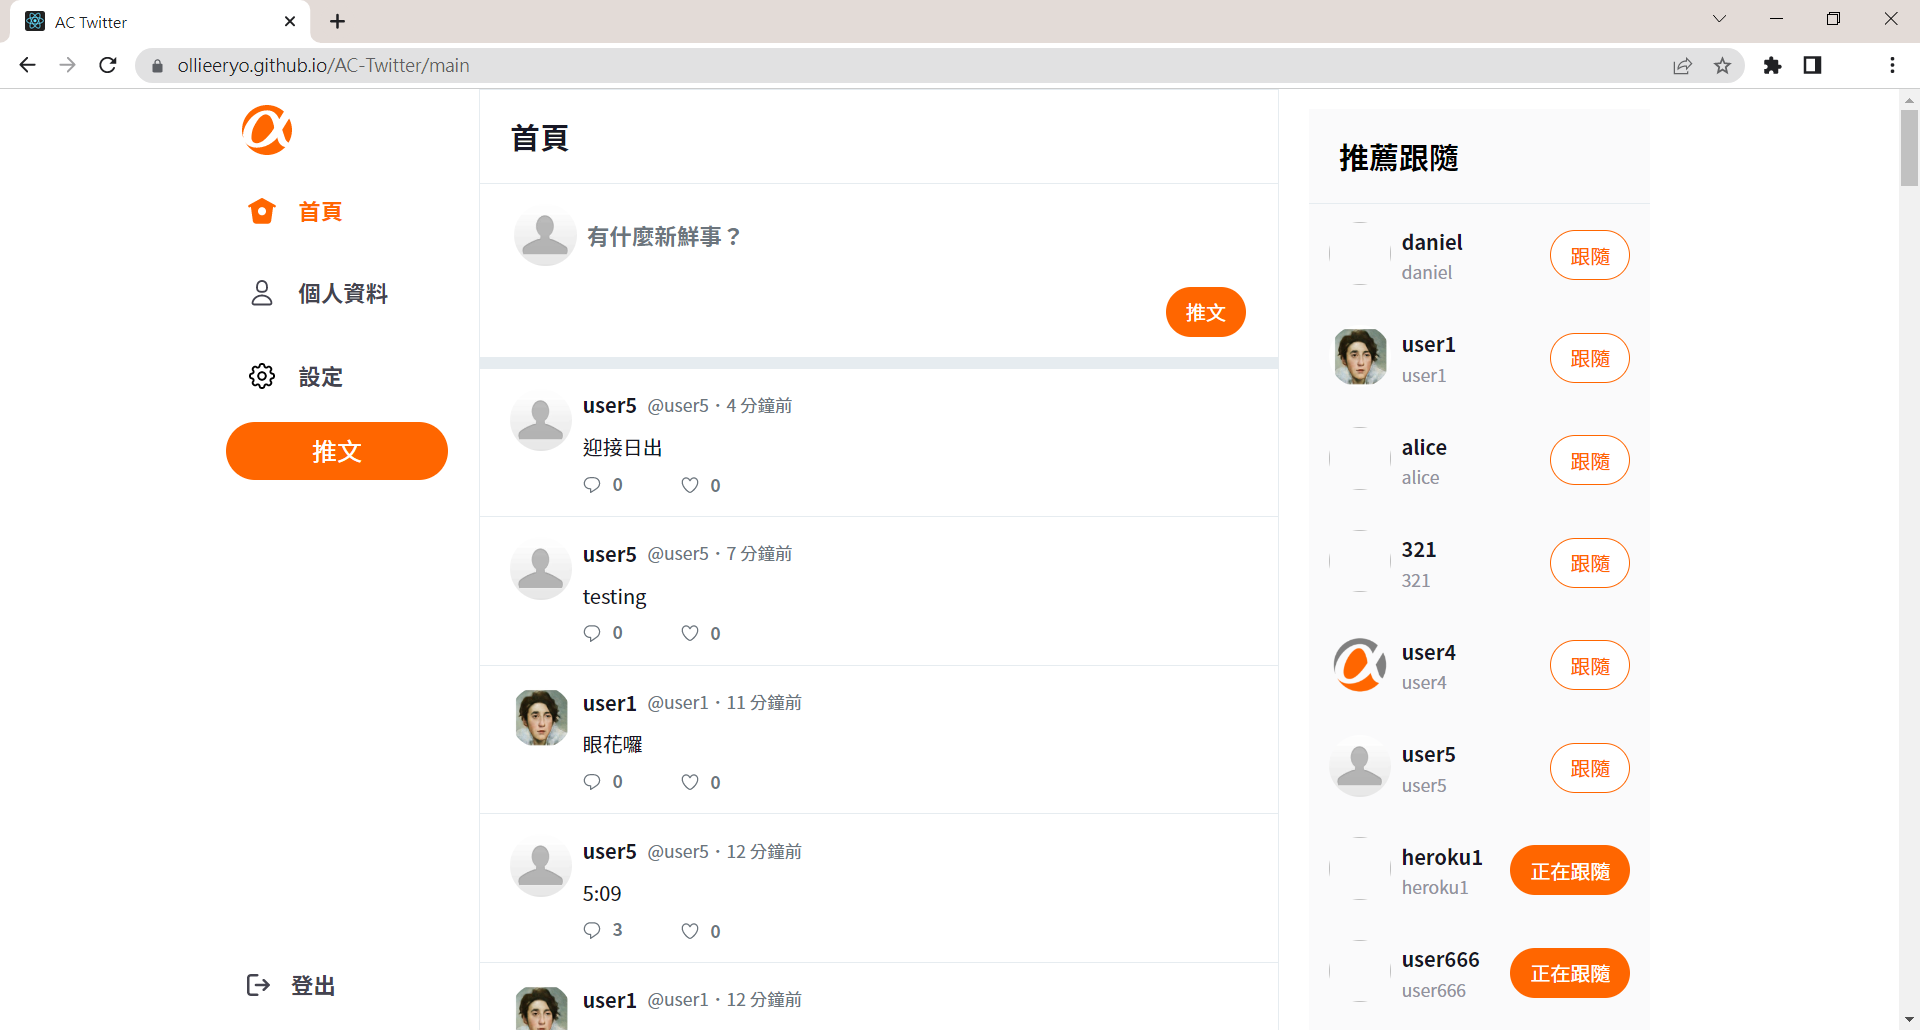 AC Twitter
ollieeryo.github.io/AC-Twitter/main
首頁
個人資料
設定
推文
登出
首頁
有什麼新鮮事？
推文
user5 @user5・4 分鐘前
迎接日出
0 0
user5 @user5・7 分鐘前
testing
0 0
user1 @user1・11 分鐘前
眼花囉
0 0
user5 @user5・12 分鐘前
5:09
3 0
user1 @user1・12 分鐘前
推薦跟隨
daniel
daniel
跟隨
user1
user1
跟隨
alice
alice
跟隨
321
321
跟隨
user4
user4
跟隨
user5
user5
跟隨
heroku1
heroku1
正在跟隨
user666
user666
正在跟隨